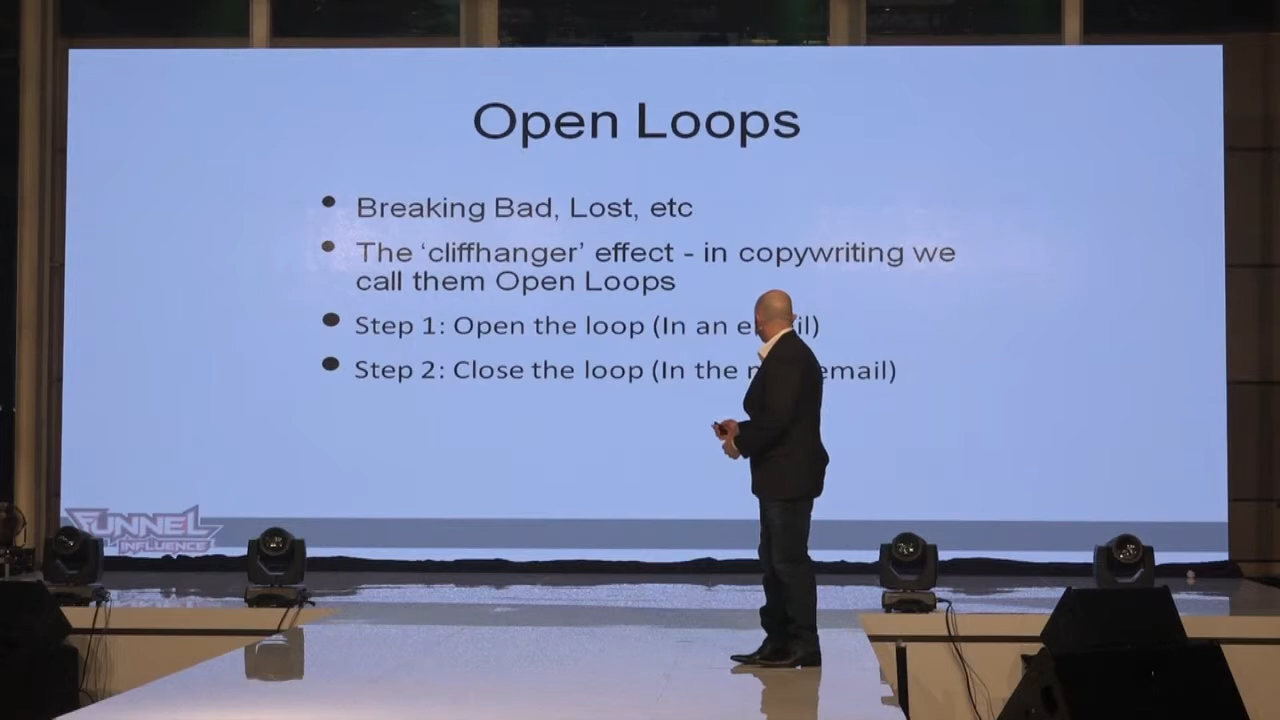 Open Loops
• Breaking Bad, Lost, etc
• The ‘cliffhanger’ effect - in copywriting we
call them Open Loops
• Step 1: Open the loop (In an
• Step 2: Close the loop (In the email)
FUNNEL
INFLUENCE